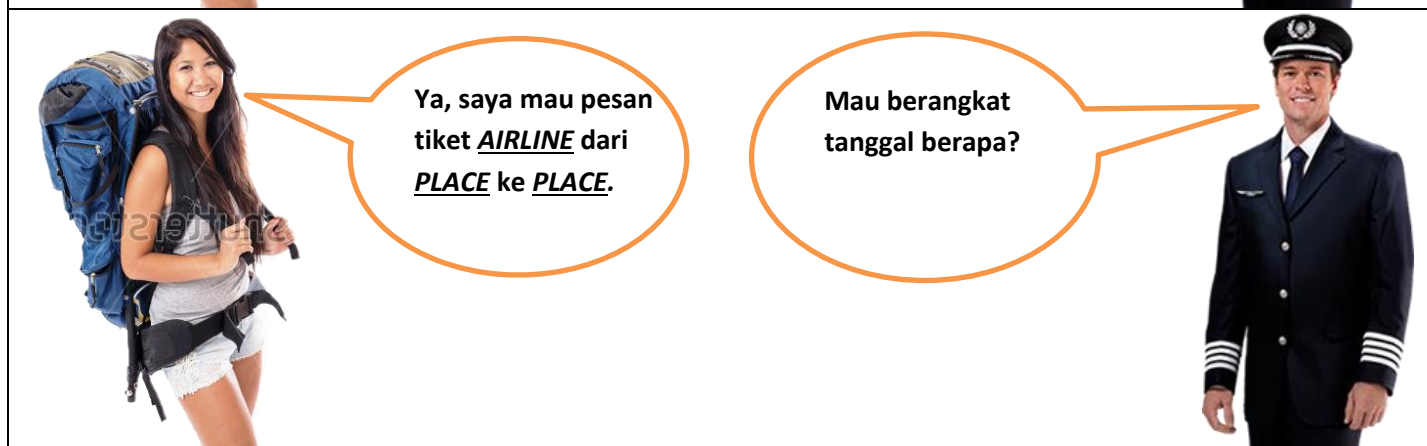 Ya, saya mau pesan
tiket AIRLINE dari
PLACE ke PLACE.
Mau berangkat
tanggal berapa?